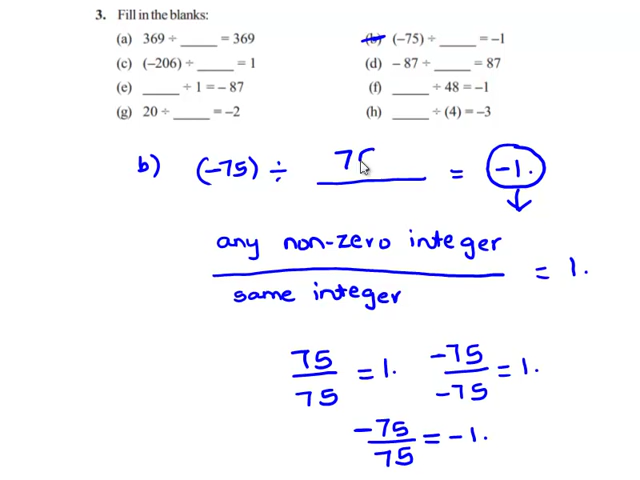 3. Fill in the blanks:
(a) 369 ÷ _____ = 369 (b) (–75) ÷ _____ = –1
(c) (–206) ÷ _____ = 1 (d) – 87 ÷ _____ = 87
(e) _____ ÷ 1 = – 87 (f) _____ ÷ 48 = –1
(g) 20 ÷ _____ = –2 (h) _____ ÷ (4) = –3
b) (-75) ÷ 75 = -1.
any non-zero integer
= 1.
same integer
75/75 = 1. -75/-75 = 1.
-75/75 = -1.